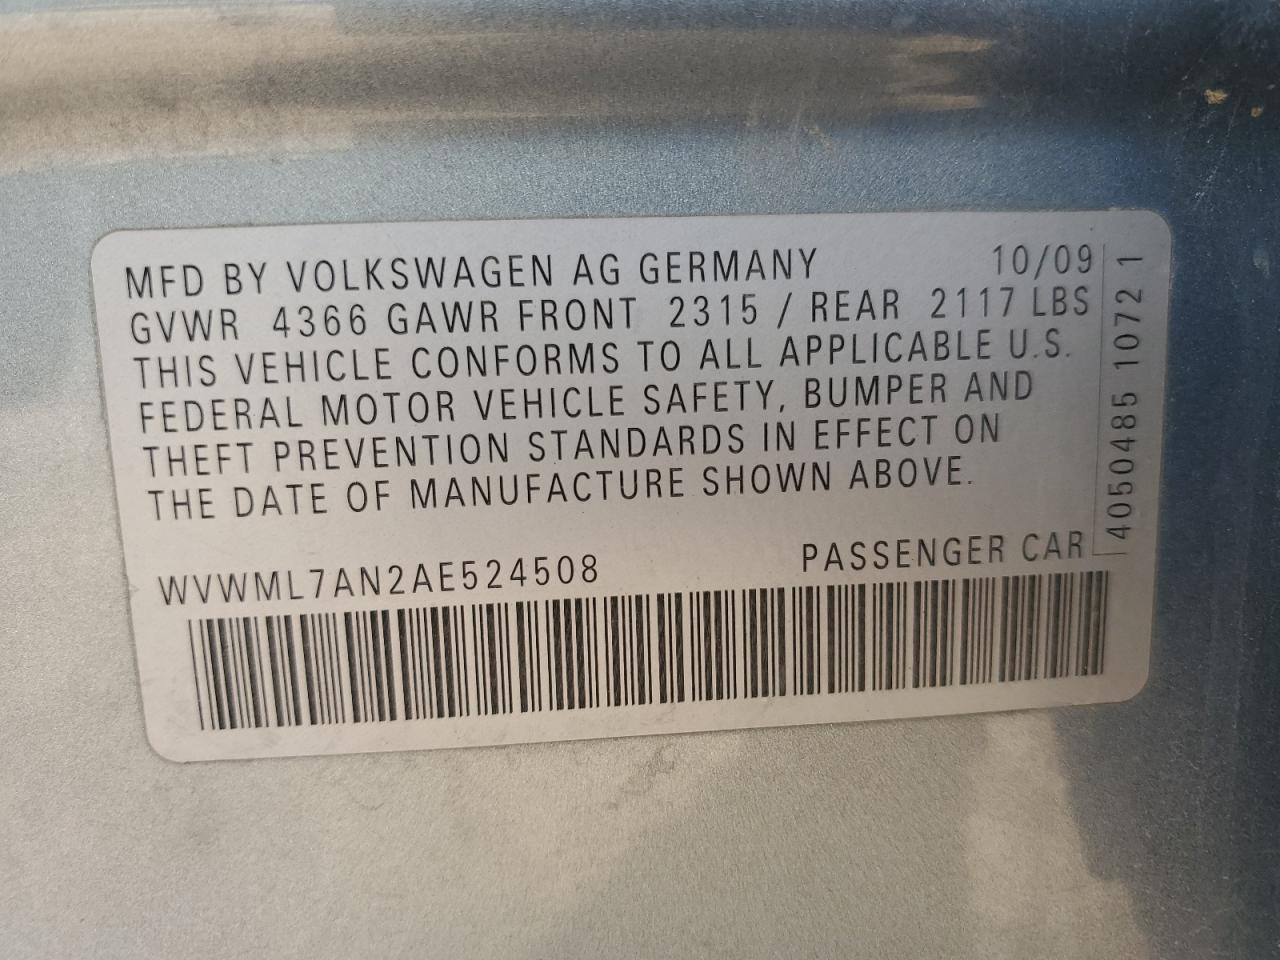 MFD BY VOLKSWAGEN AG GERMANY 10/09
GVWR 4366 GAWR FRONT 2315 / REAR 2117 LBS
THIS VEHICLE CONFORMS TO ALL APPLICABLE U.S.
FEDERAL MOTOR VEHICLE SAFETY, BUMPER AND
THEFT PREVENTION STANDARDS IN EFFECT ON
THE DATE OF MANUFACTURE SHOWN ABOVE.
WVWML7AN2AE524508 PASSENGER CAR
4050485 1072 1